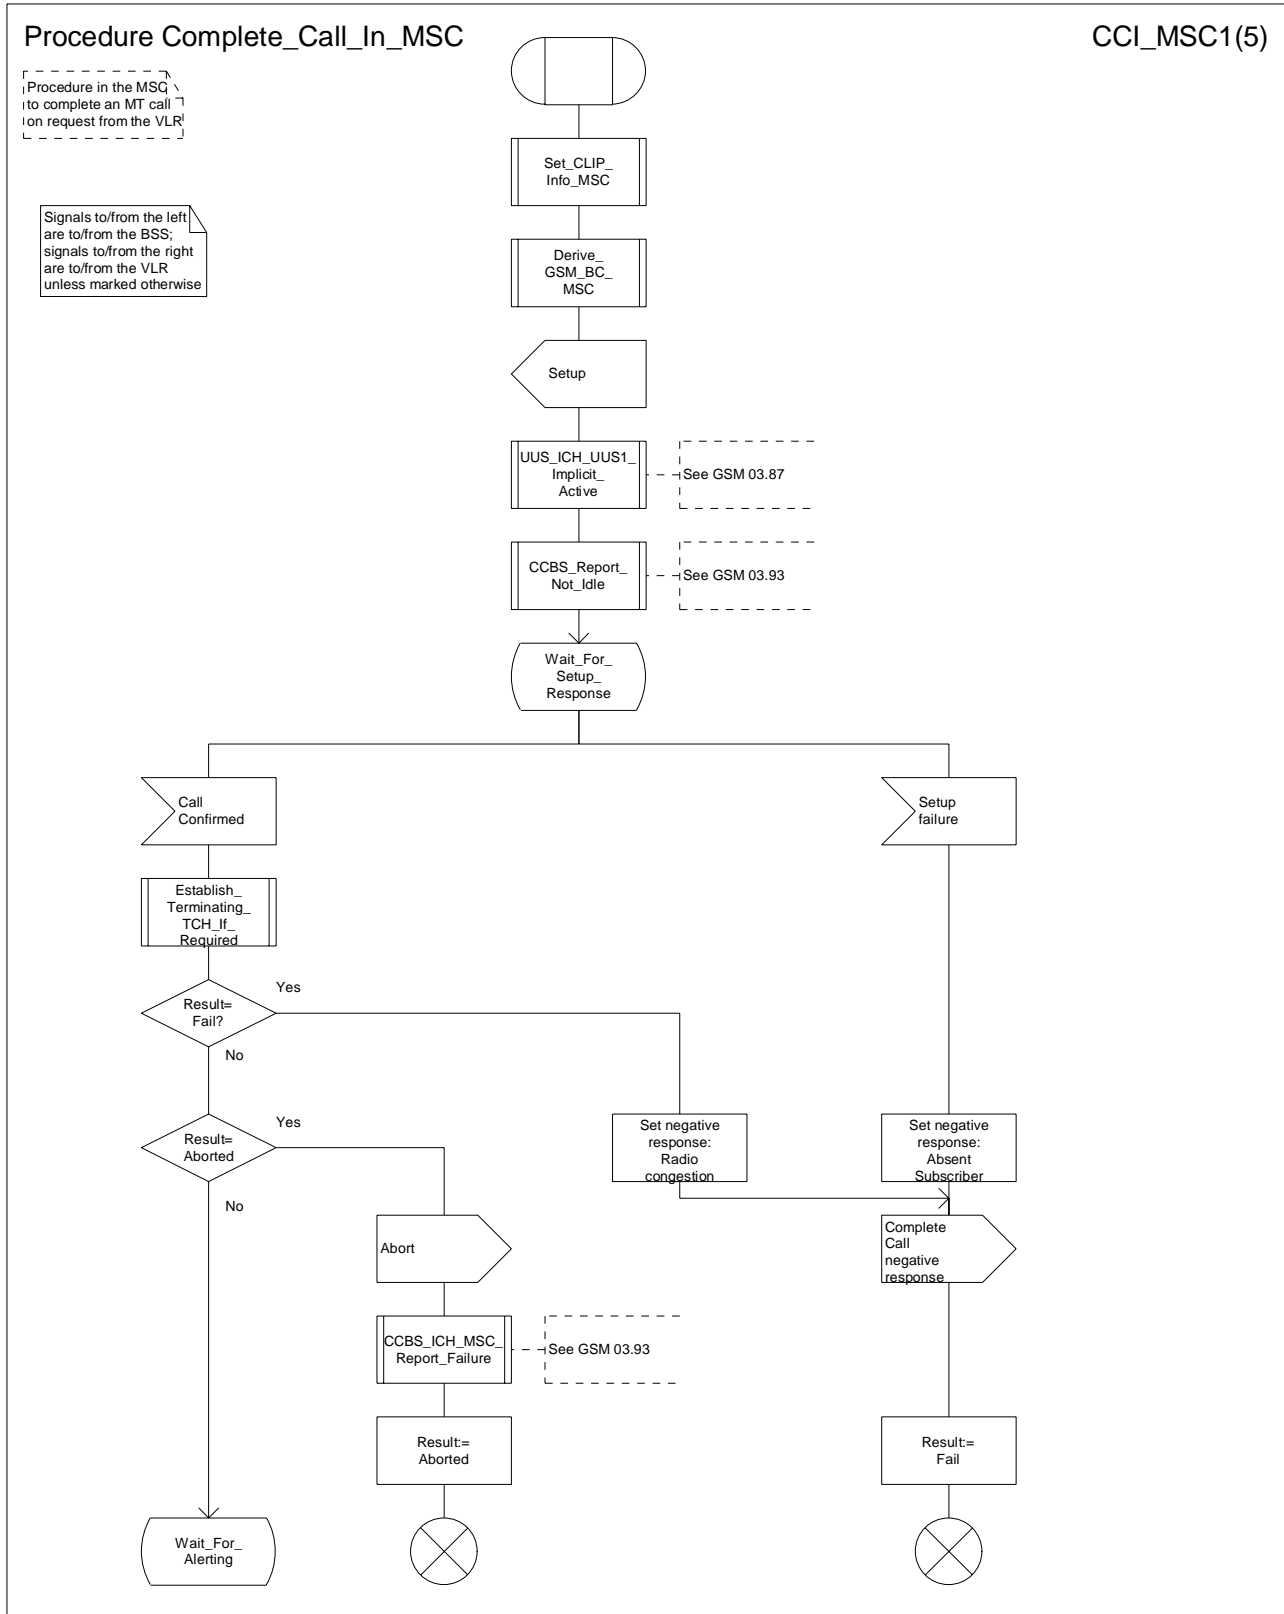 Procedure Complete_Call_In_MSC
CCI_MSC1(5)
Procedure in the MSC
to complete an MT call
on request from the VLR
Signals to/from the left
are to/from the BSS;
signals to/from the right
are to/from the VLR
unless marked otherwise
Set_CLIP_
Info_MSC
Derive_
GSM_BC_
MSC
Setup
UUS_ICH_UUS1_
Implicit_
Active
See GSM 03.87
CCBS_Report_
Not_Idle
See GSM 03.93
Wait_For_
Setup_
Response
Call
Confirmed
Setup
failure
Establish_
Terminating_
TCH_If_
Required
Result=
Fail?
Yes
No
Result=
Aborted
Yes
No
Set negative
response:
Radio
congestion
Set negative
response:
Absent
Subscriber
Abort
Complete
Call
negative
response
CCBS_ICH_MSC_
Report_Failure
See GSM 03.93
Result:=
Aborted
Result:=
Fail
Wait_For_
Alerting